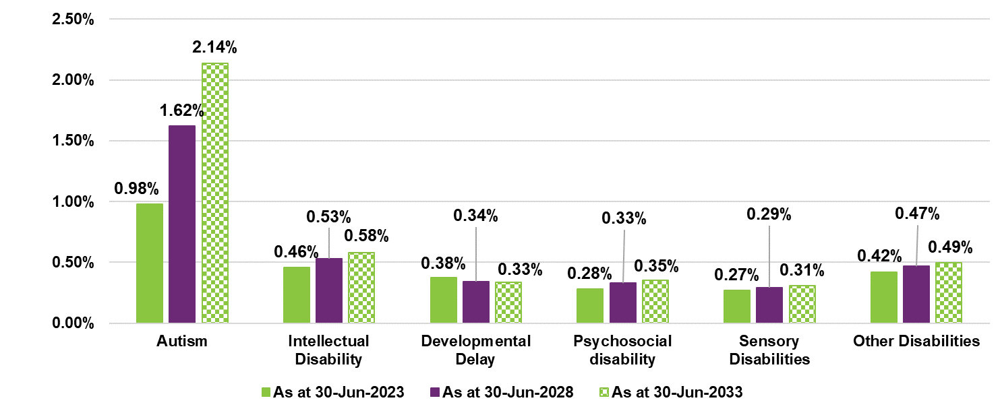 2.50%
2.00%
1.50%
1.00%
0.50%
0.00%
0.98%
1.62%
2.14%
0.46%
0.53%
0.58%
0.38%
0.34%
0.33%
0.28%
0.33%
0.35%
0.27%
0.29%
0.31%
0.42%
0.47%
0.49%
Autism
Intellectual
Disability
Developmental
Delay
Psychosocial
disability
Sensory
Disabilities
Other Disabilities
As at 30-Jun-2023
As at 30-Jun-2028
As at 30-Jun-2033